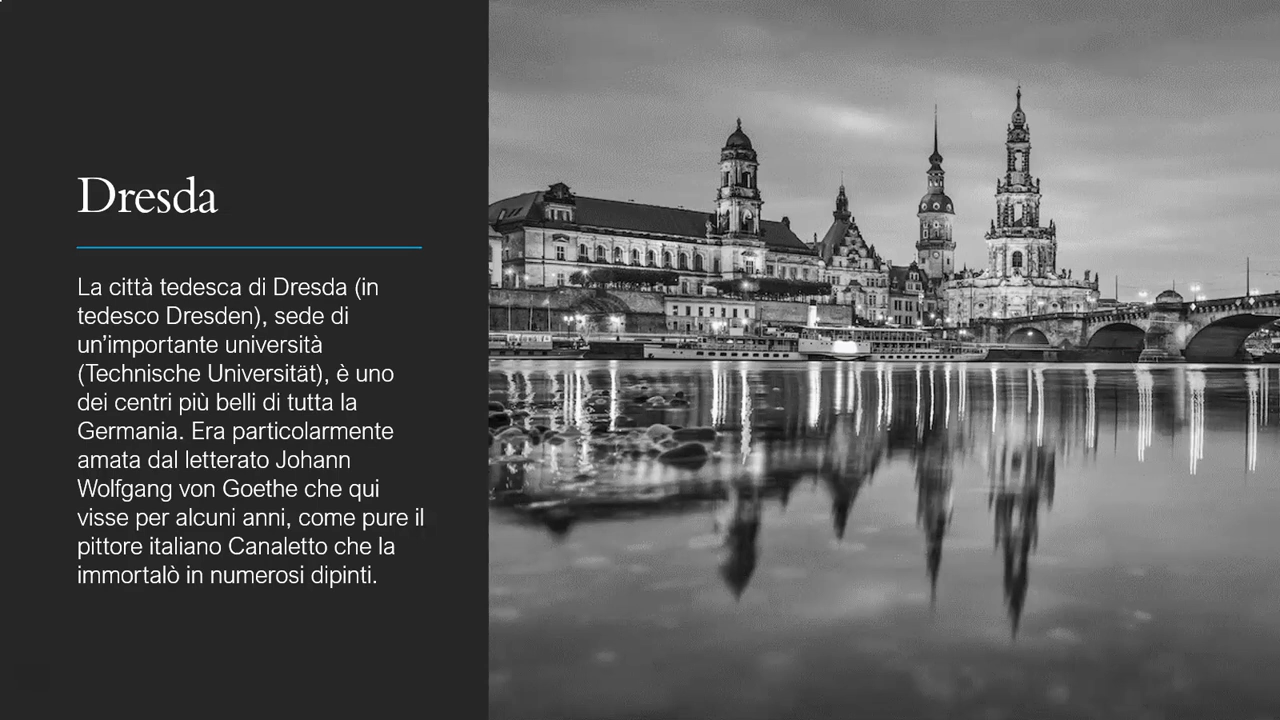 Dresda
La città tedesca di Dresda (in
tedesco Dresden), sede di
un’importante università
(Technische Universität), è uno
dei centri più belli di tutta la
Germania. Era particolarmente
amata dal letterato Johann
Wolfgang von Goethe che qui
visse per alcuni anni, come pure il
pittore italiano Canaletto che la
immortalò in numerosi dipinti.